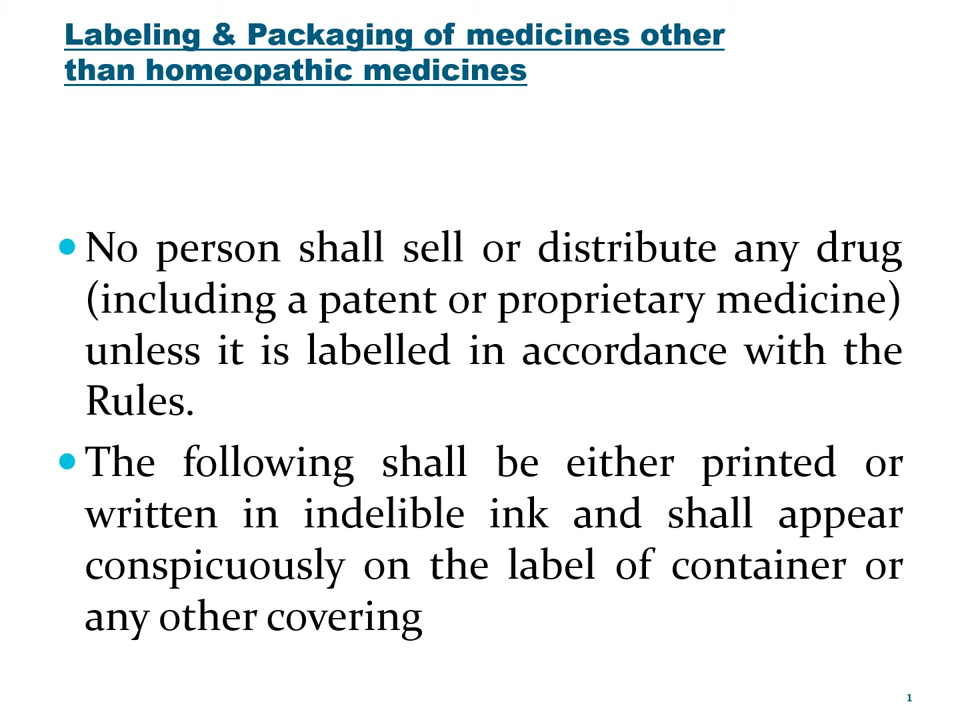 Labeling & Packaging of medicines other
than homeopathic medicines
• No person shall sell or distribute any drug
(including a patent or proprietary medicine)
unless it is labelled in accordance with the
Rules.
• The following shall be either printed or
written in indelible ink and shall appear
conspicuously on the label of container or
any other covering
1